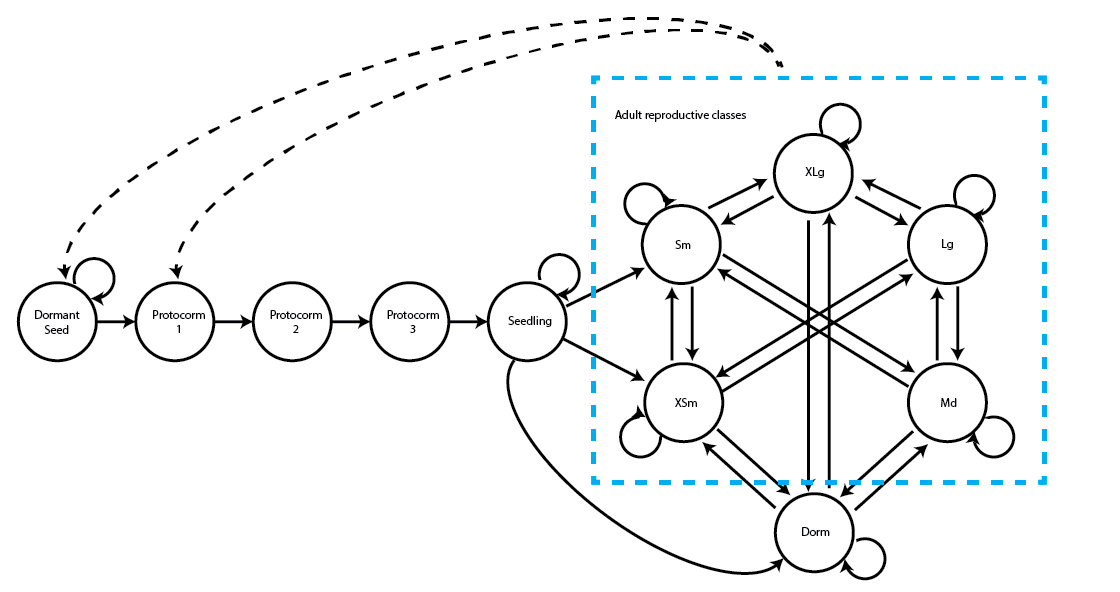 Adult reproductive classes
XLg
Sm
Lg
Dormant
Seed
Protocorm
1
Protocorm
2
Protocorm
3
Seedling
XSm
Md
Dorm